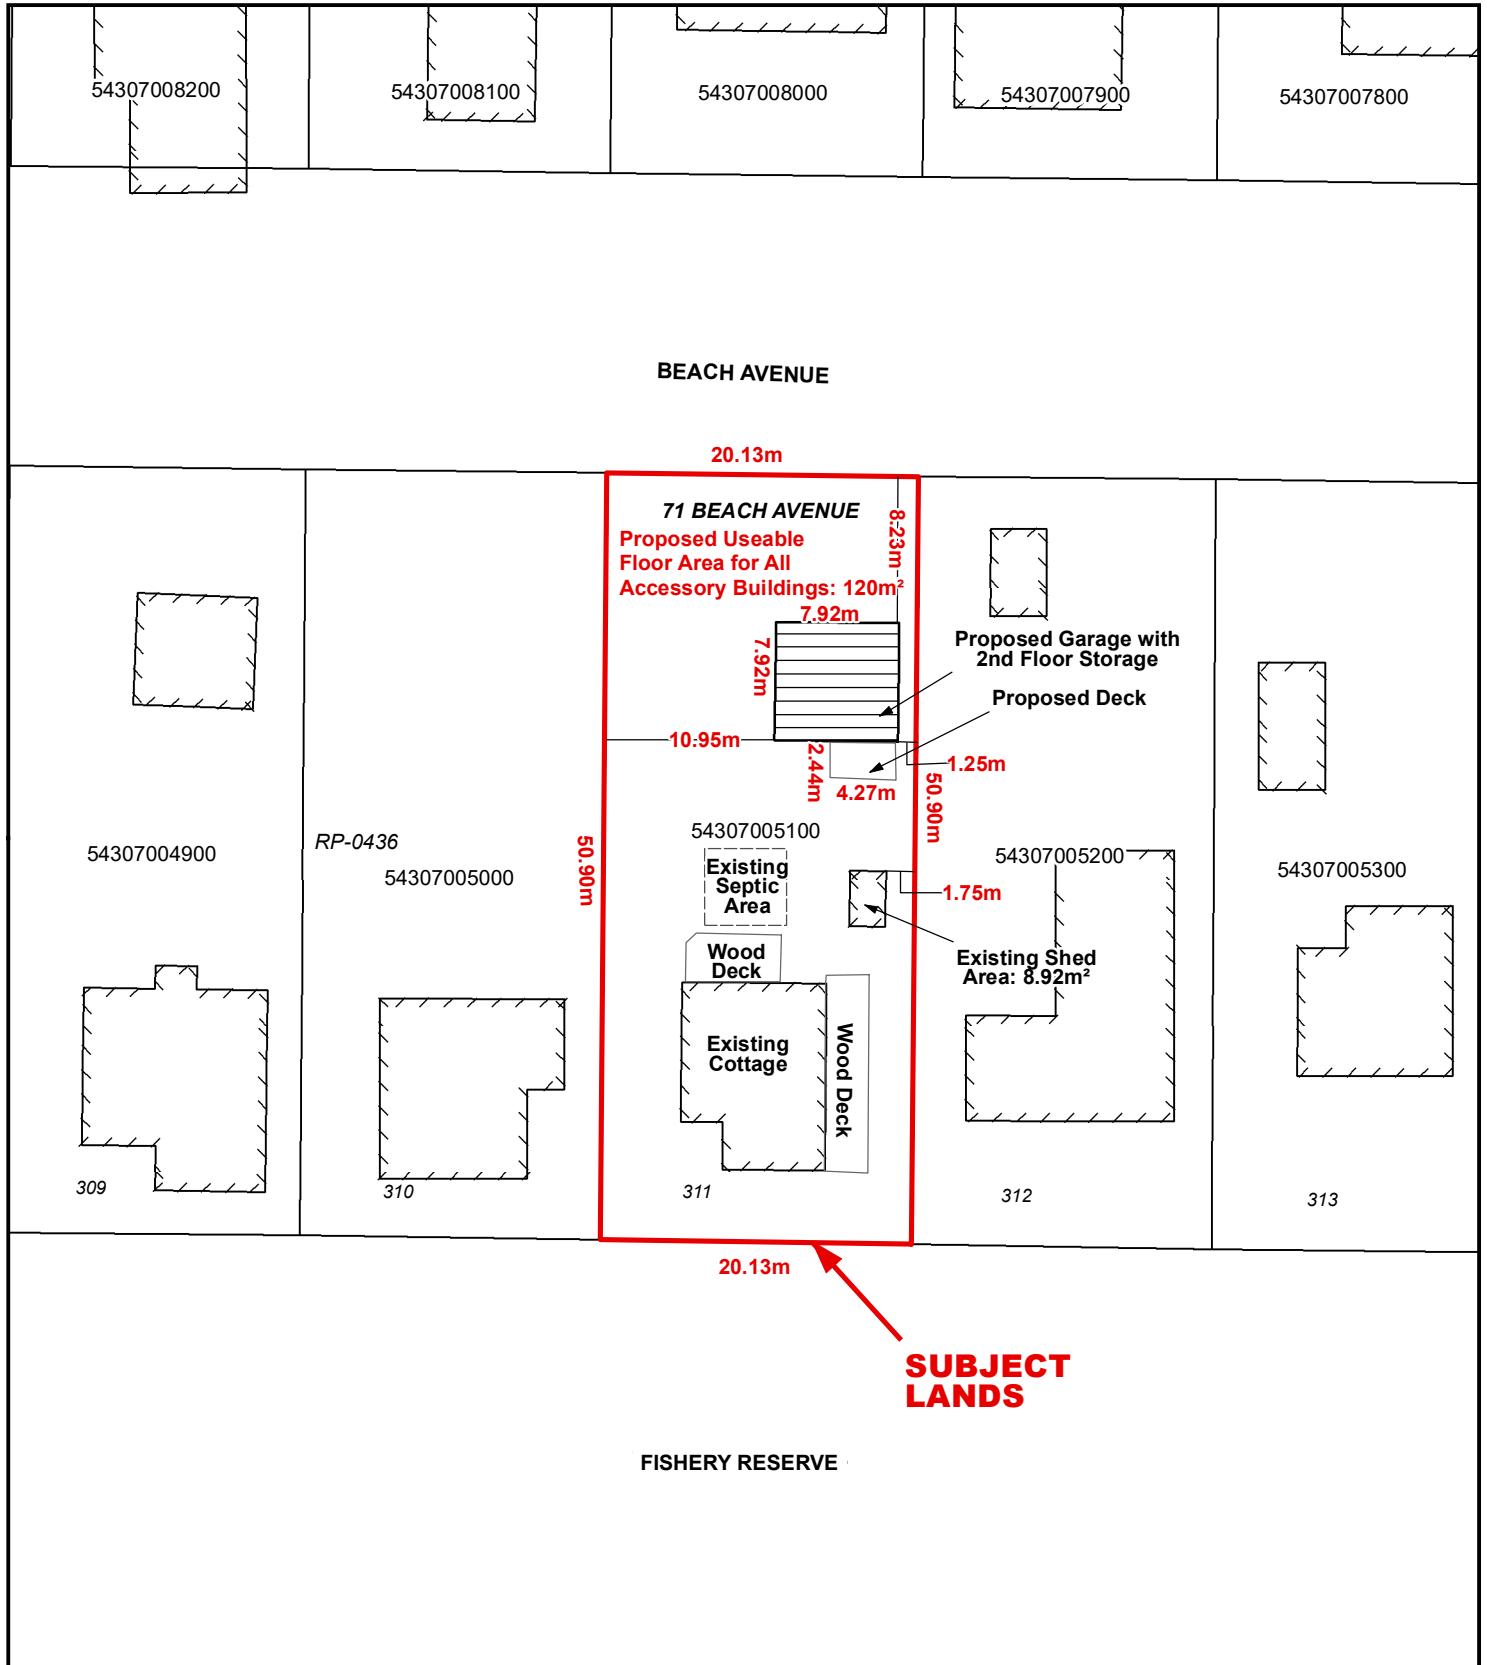 54307008200
54307008100
54307008000
54307007900
54307007800
BEACH AVENUE
20.13m
71 BEACH AVENUE
Proposed Useable
Floor Area for All
Accessory Buildings: 120m²
8.23m
7.92m
7.92m
Proposed Garage with
2nd Floor Storage
Proposed Deck
10.95m
2.44m
4.27m
1.25m
50.90m
50.90m
54307004900
RP-0436
54307005000
54307005100
54307005200
54307005300
Existing
Septic
Area
1.75m
Wood
Deck
Existing Shed
Area: 8.92m²
Existing
Cottage
Wood Deck
309
310
311
312
313
20.13m
SUBJECT
LANDS
FISHERY RESERVE